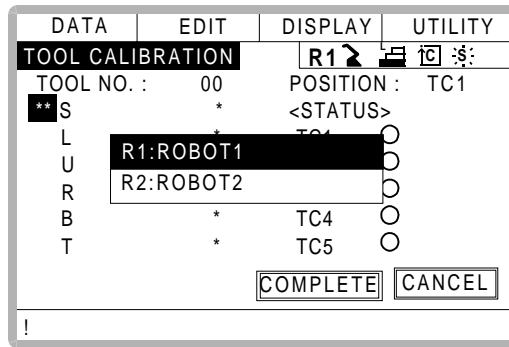 DATA EDIT DISPLAY UTILITY
TOOL CALIBRATION R1 C S
TOOL NO. : 00 POSITION : TC1
** S * <STATUS>
L
R1:ROBOT1
U
R2:ROBOT2
R
B * TC4
T * TC5
COMPLETE CANCEL
!